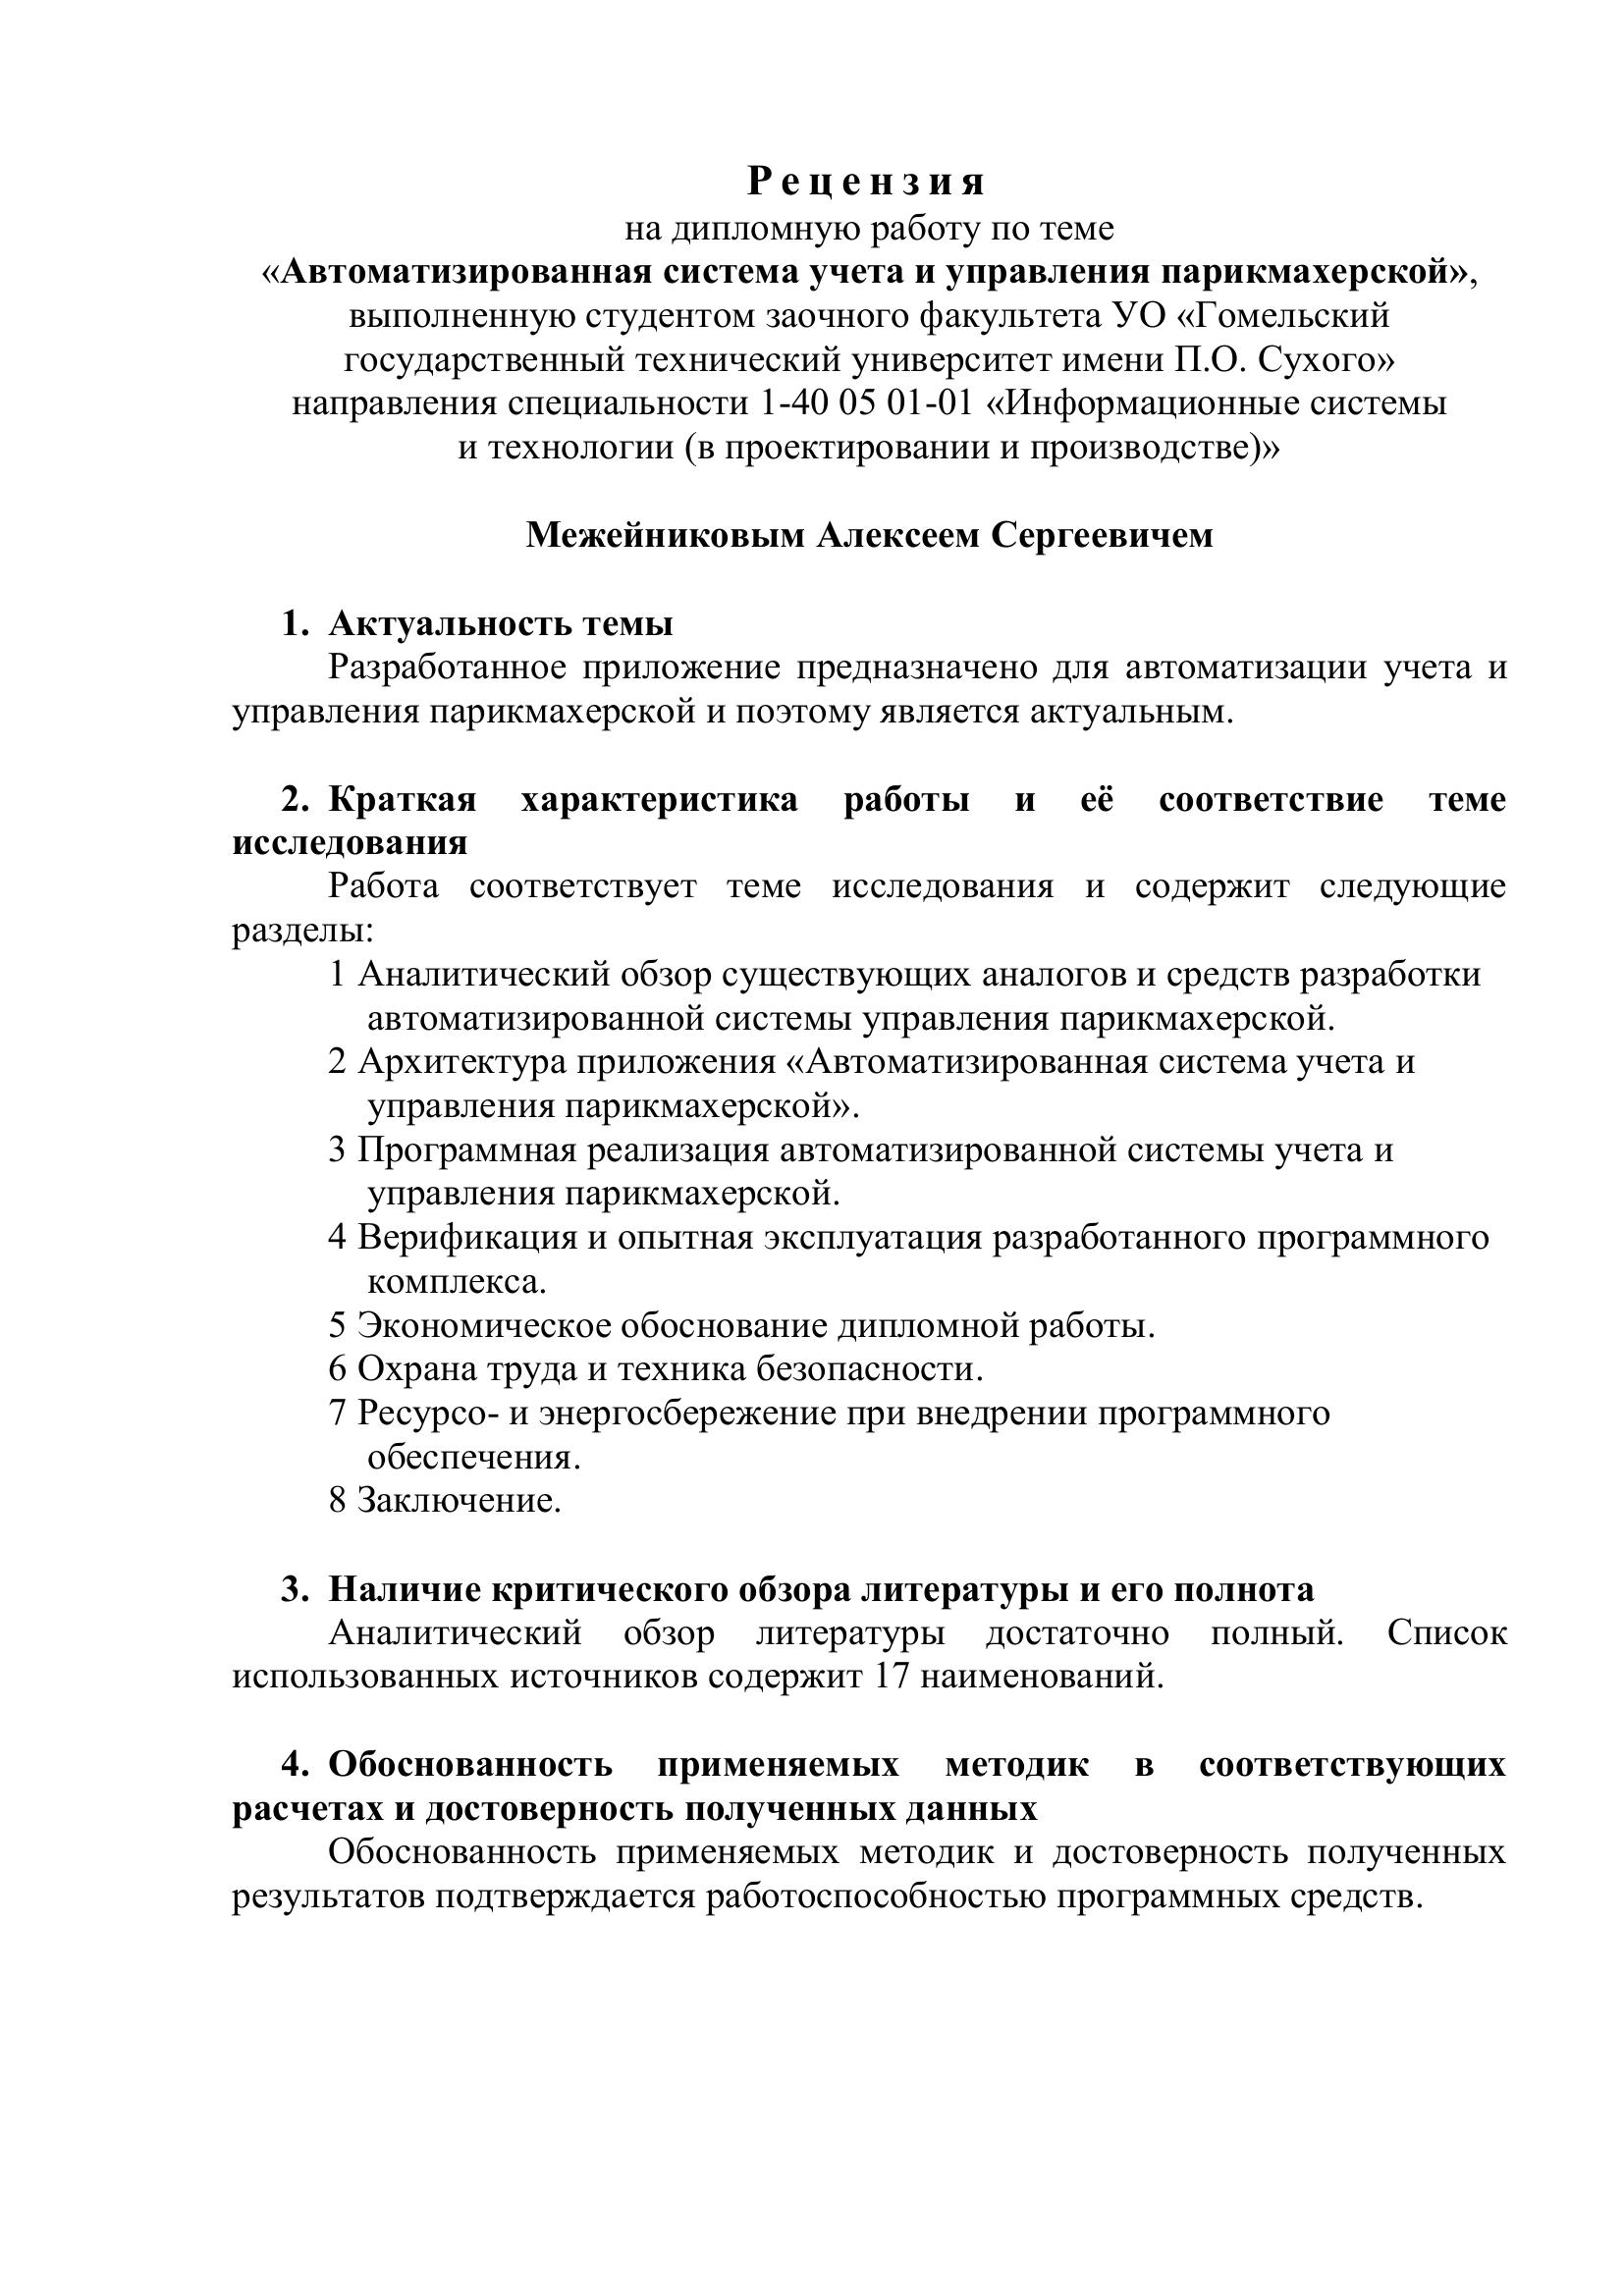 Рецензия
на дипломную работу по теме
«Автоматизированная система учета и управления парикмахерской»,
выполненную студентом заочного факультета УО «Гомельский
государственный технический университет имени П.О. Сухого»
направления специальности 1-40 05 01-01 «Информационные системы
и технологии (в проектировании и производстве)»
Межейниковым Алексеем Сергеевичем
1. Актуальность темы
Разработанное приложение предназначено для автоматизации учета и
управления парикмахерской и поэтому является актуальным.
2. Краткая характеристика работы и её соответствие теме
исследования
Работа соответствует теме исследования и содержит следующие
разделы:
1 Аналитический обзор существующих аналогов и средств разработки
автоматизированной системы управления парикмахерской.
2 Архитектура приложения «Автоматизированная система учета и
управления парикмахерской».
3 Программная реализация автоматизированной системы учета и
управления парикмахерской.
4 Верификация и опытная эксплуатация разработанного программного
комплекса.
5 Экономическое обоснование дипломной работы.
6 Охрана труда и техника безопасности.
7 Ресурсо- и энергосбережение при внедрении программного
обеспечения.
8 Заключение.
3. Наличие критического обзора литературы и его полнота
Аналитический обзор литературы достаточно полный. Список
использованных источников содержит 17 наименований.
4. Обоснованность применяемых методик в соответствующих
расчетах и достоверность полученных данных
Обоснованность применяемых методик и достоверность полученных
результатов подтверждается работоспособностью программных средств.